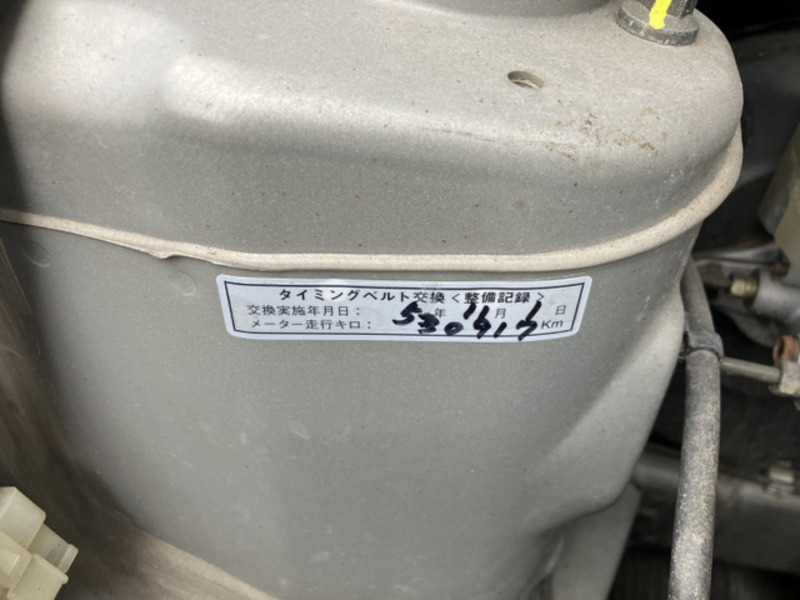 タイミングベルト交換＜整備記録＞
交換実施年月日： 5年 月 日
メーター走行キロ： Km